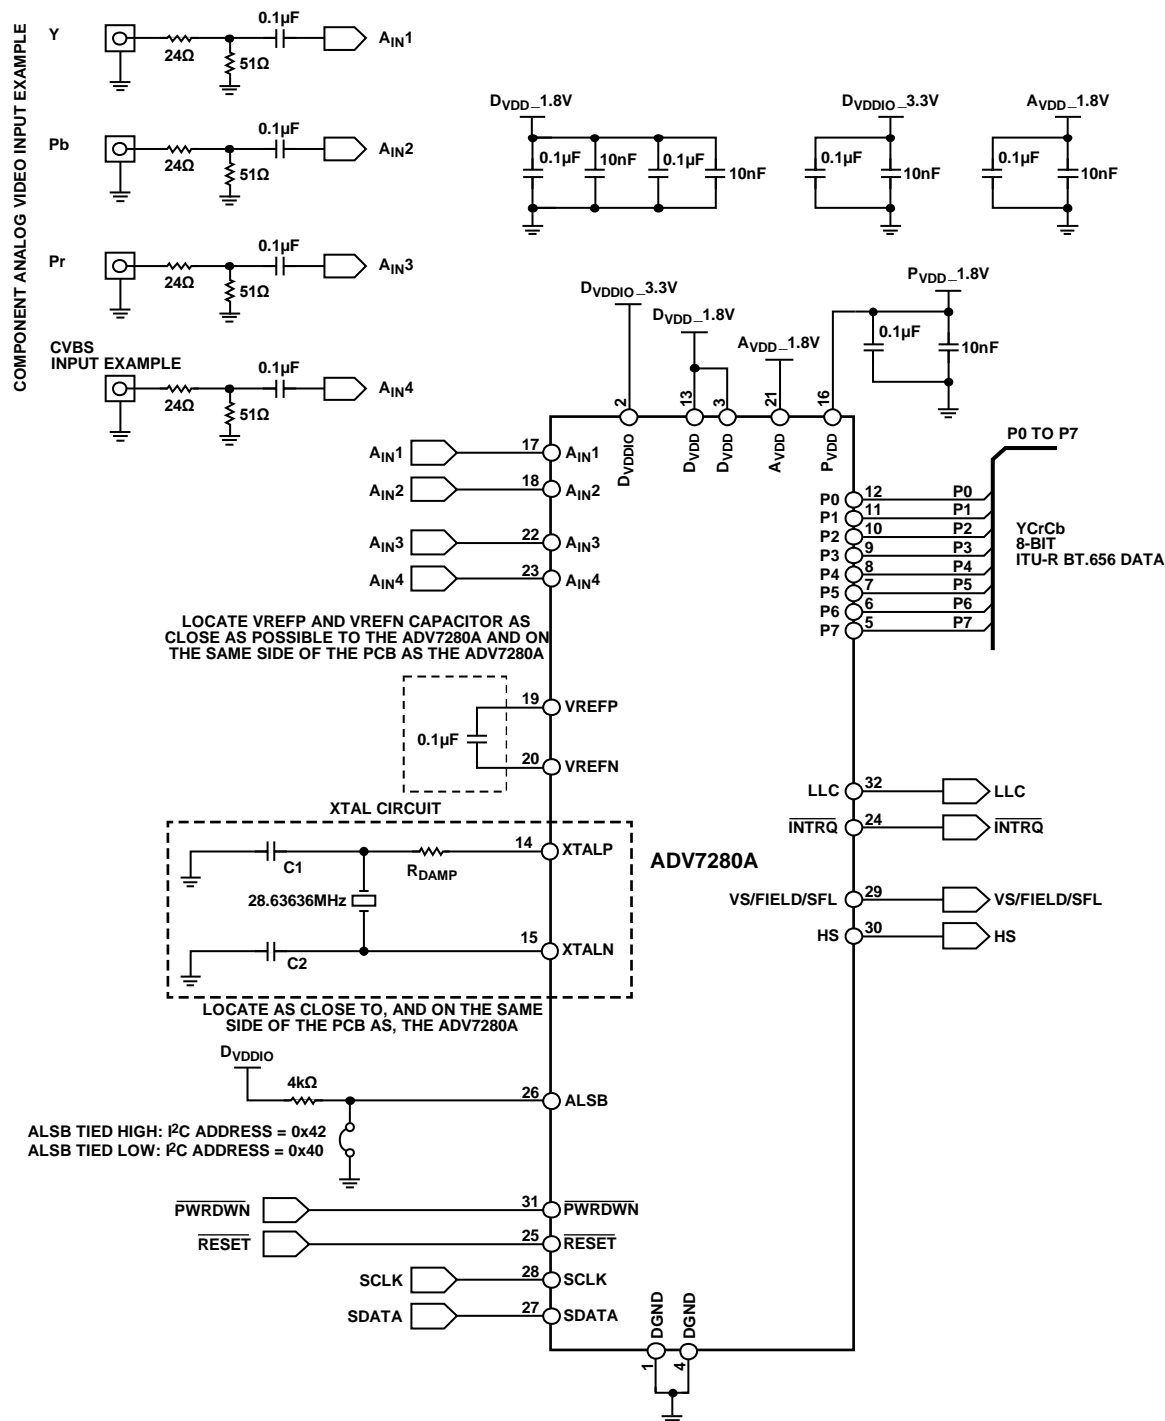 COMPONENT ANALOG VIDEO INPUT EXAMPLE
Y
24Ω
51Ω
0.1µF
AIN1
Pb
24Ω
51Ω
0.1µF
AIN2
Pr
24Ω
51Ω
0.1µF
AIN3
CVBS
INPUT EXAMPLE
24Ω
51Ω
0.1µF
AIN4
DVDD_1.8V
0.1µF
10nF
0.1µF
10nF
DVDDIO_3.3V
0.1µF
10nF
AVDD_1.8V
0.1µF
10nF
DVDDIO_3.3V
DVDD_1.8V
AVDD_1.8V
PVDD_1.8V
0.1µF
10nF
2
13
3
21
16
DVDDIO
DVDD
DVDD
AVDD
PVDD
AIN1 17 AIN1
AIN2 18 AIN2
AIN3 22 AIN3
AIN4 23 AIN4
P0 TO P7
P0 12 P0
P1 11 P1
P2 10 P2
P3 9 P3
P4 8 P4
P5 7 P5
P6 6 P6
P7 5 P7
YCrCb
8-BIT
ITU-R BT.656 DATA
LOCATE VREFP AND VREFN CAPACITOR AS
CLOSE AS POSSIBLE TO THE ADV7280A AND ON
THE SAME SIDE OF THE PCB AS THE ADV7280A
19 VREFP
0.1µF
20 VREFN
LLC 32 LLC
INTRQ 24 INTRQ
XTAL CIRCUIT
C1
RDAMP
14 XTALP
28.63636MHz
C2
15 XTALN
ADV7280A
VS/FIELD/SFL 29 VS/FIELD/SFL
HS 30 HS
LOCATE AS CLOSE TO, AND ON THE SAME
SIDE OF THE PCB AS, THE ADV7280A
DVDDIO
4kΩ
26 ALSB
ALSB TIED HIGH: I2C ADDRESS = 0x42
ALSB TIED LOW: I2C ADDRESS = 0x40
PWRDWN 31 PWRDWN
RESET 25 RESET
SCLK 28 SCLK
SDATA 27 SDATA
DGND
DGND
1
4